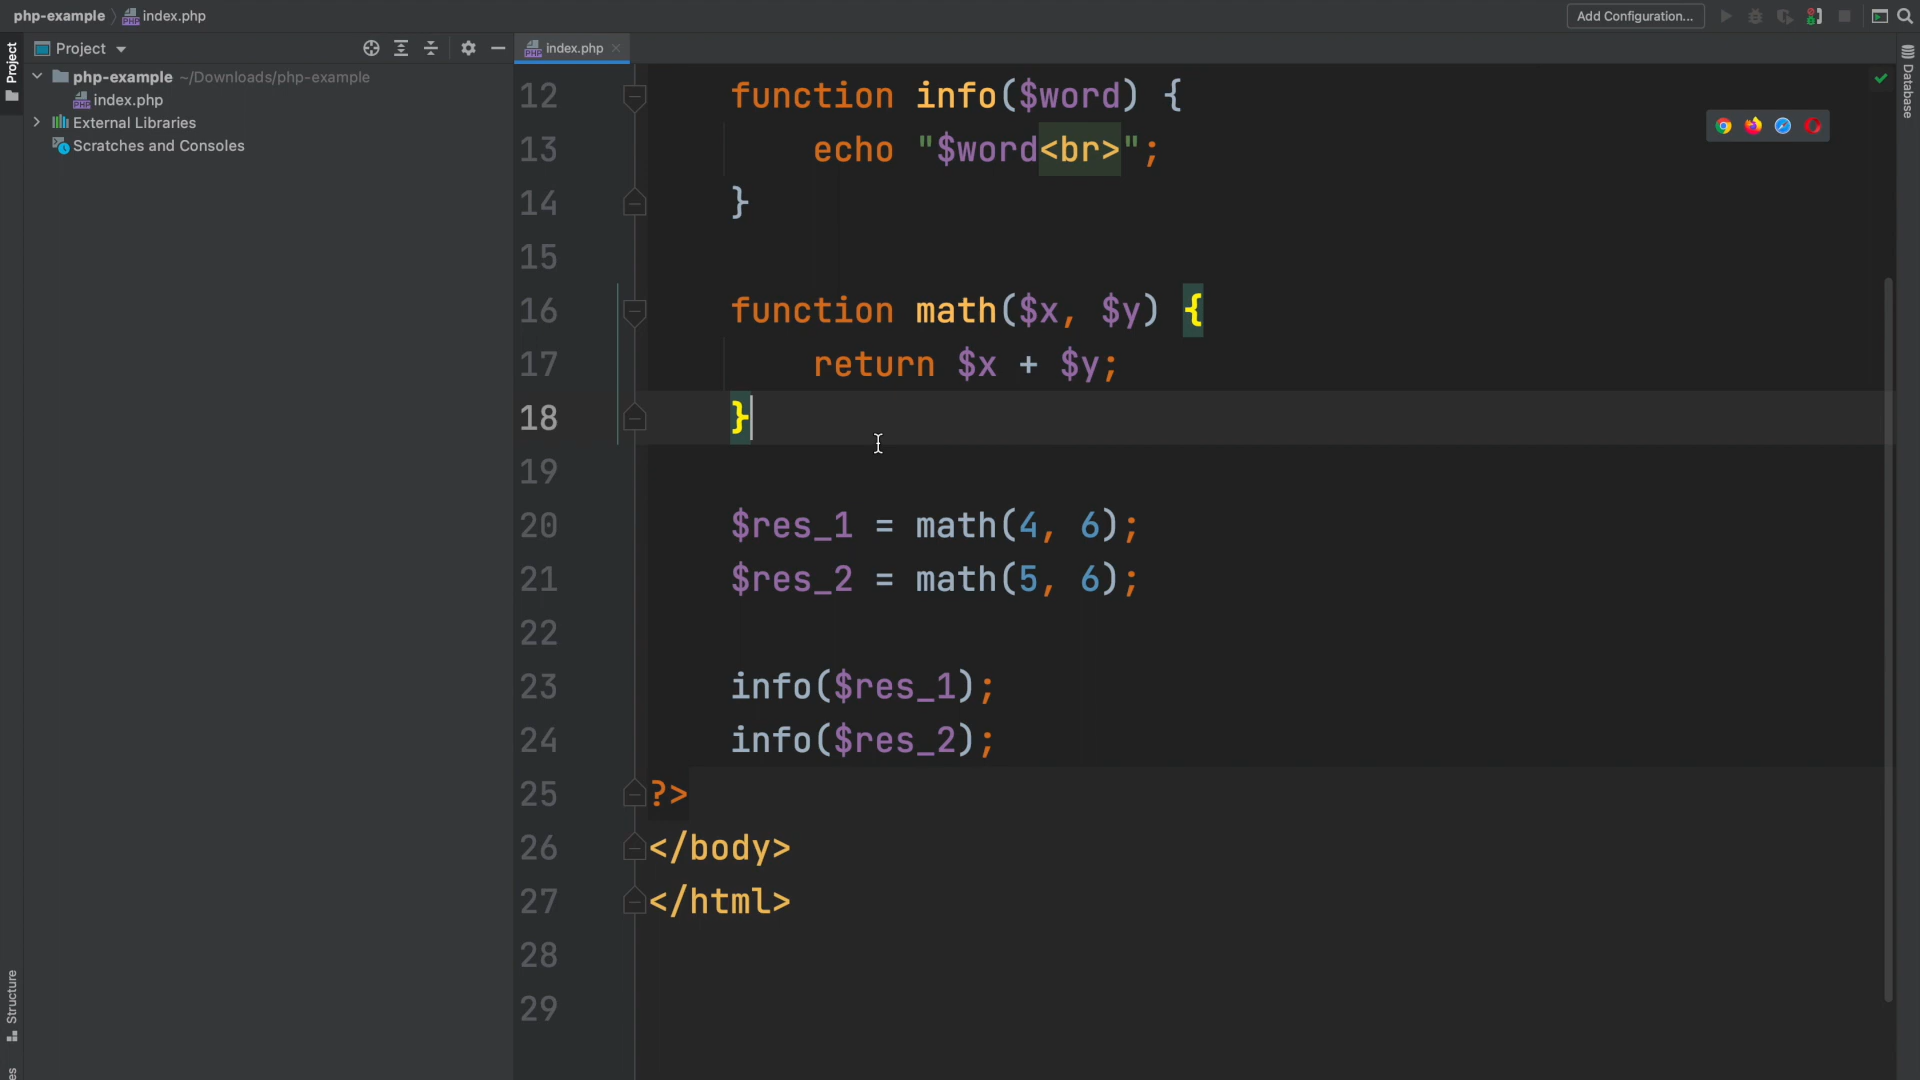 php-example
index.php
Add Configuration...
Project
Project
index.php
php-example ~/Downloads/php-example
index.php
External Libraries
Scratches and Consoles
Database
Structure
12 function info($word) {
13 echo "$word<br>";
14 }
15
16 function math($x, $y) {
17 return $x + $y;
18 }
19
20 $res_1 = math(4, 6);
21 $res_2 = math(5, 6);
22
23 info($res_1);
24 info($res_2);
25 ?>
26 </body>
27 </html>
28
29